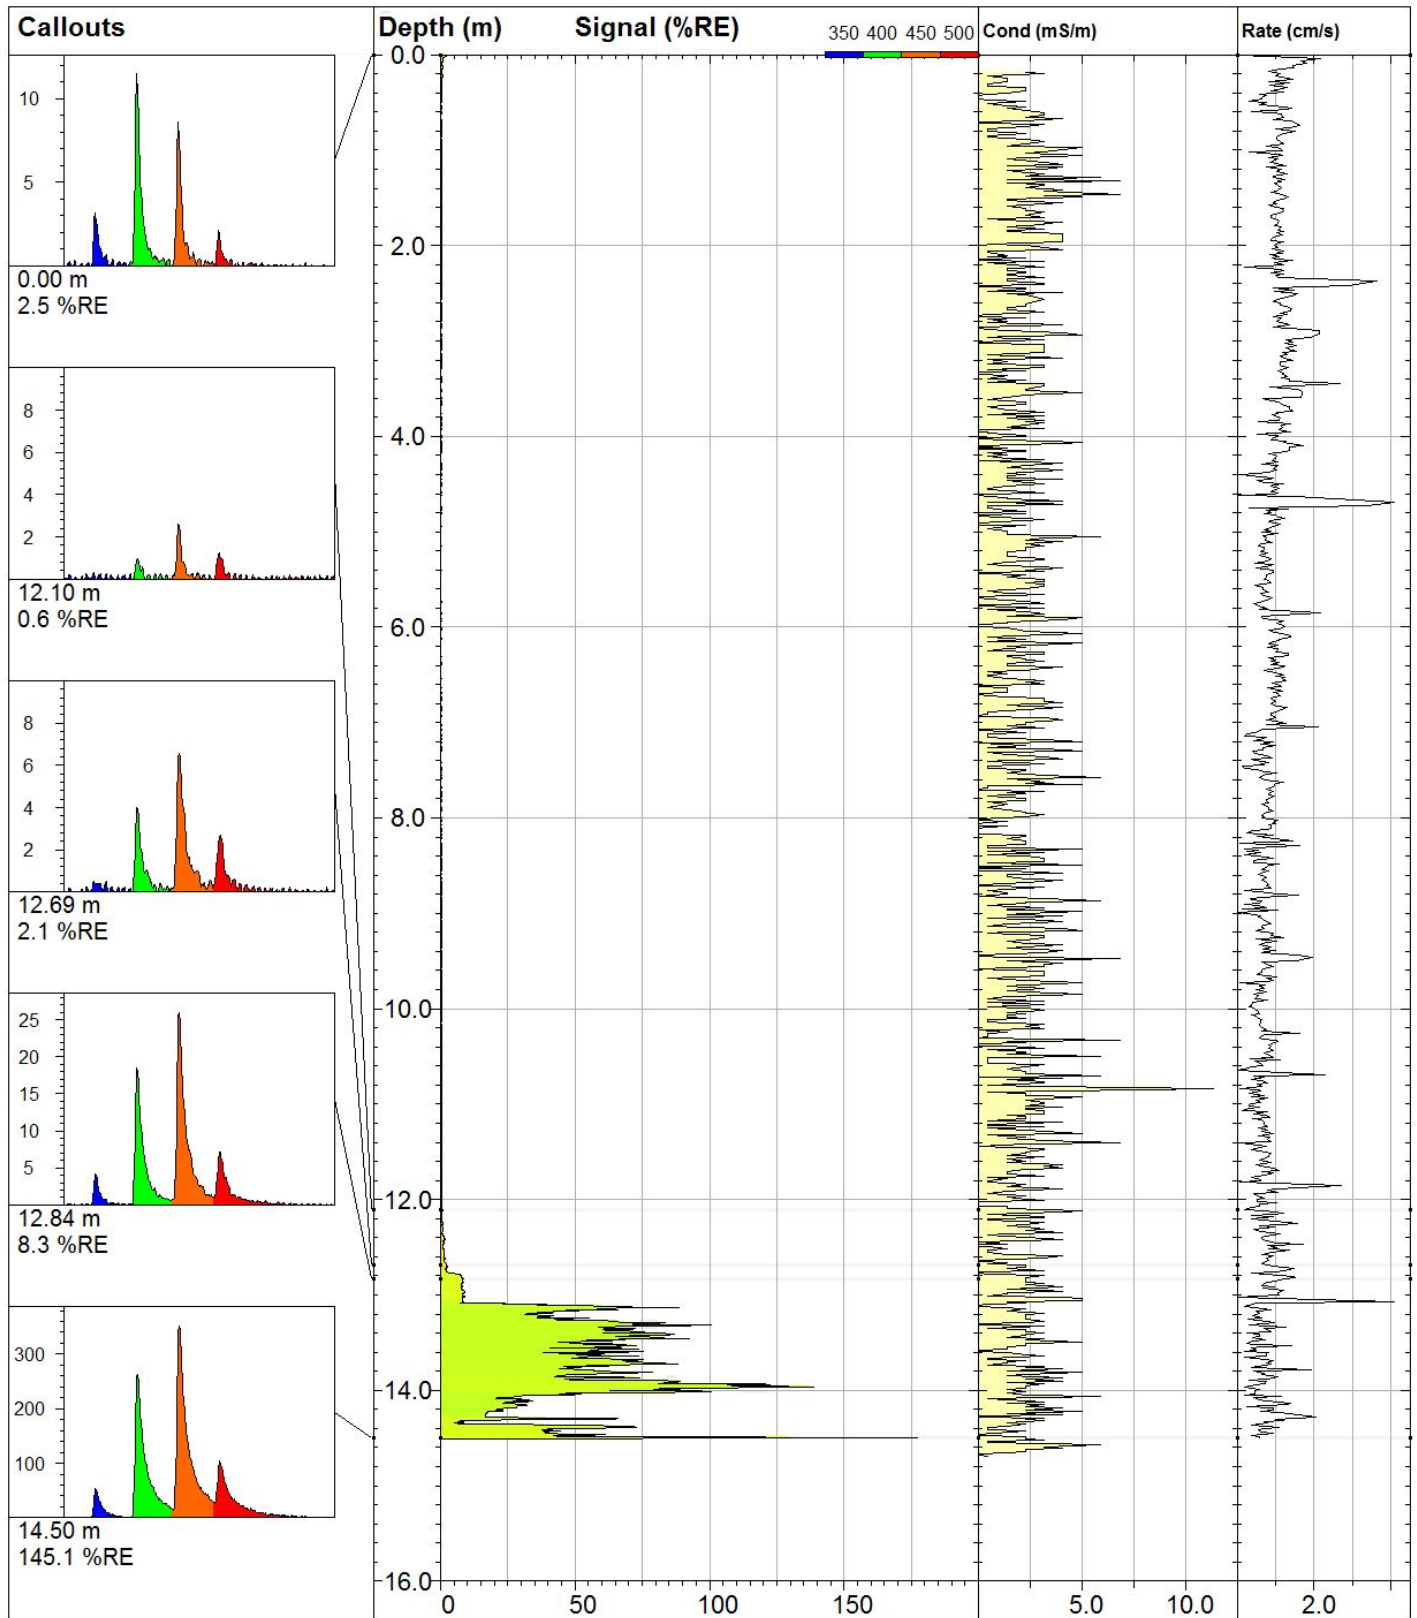 Callouts
Depth (m)
Signal (%RE)
350 400 450 500
Cond (mS/m)
Rate (cm/s)
10
5
0.00 m
2.5 %RE
8
6
4
2
12.10 m
0.6 %RE
8
6
4
2
12.69 m
2.1 %RE
25
20
15
10
5
12.84 m
8.3 %RE
300
200
100
14.50 m
145.1 %RE
0.0
2.0
4.0
6.0
8.0
10.0
12.0
14.0
16.0
0 50 100 150
5.0 10.0
2.0